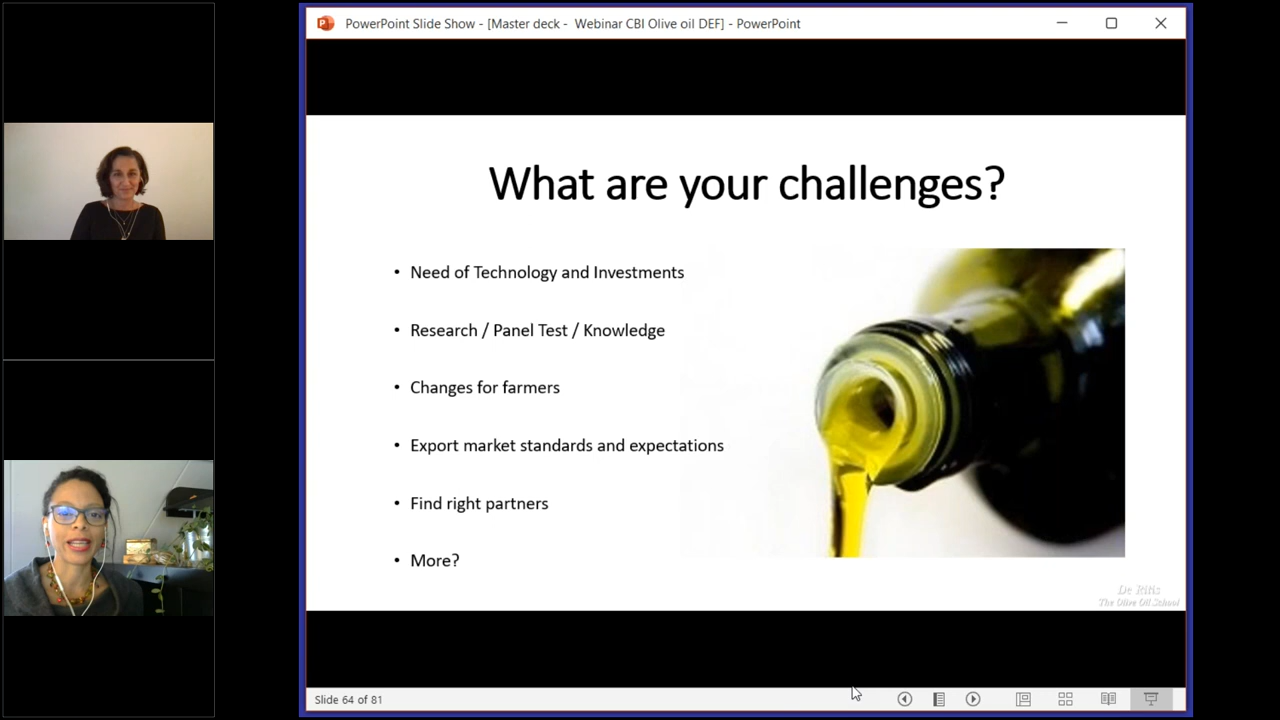 PowerPoint Slide Show - [Master deck - Webinar CBI Olive oil DEF] - PowerPoint
What are your challenges?
• Need of Technology and Investments
• Research / Panel Test / Knowledge
• Changes for farmers
• Export market standards and expectations
• Find right partners
• More?
De Ritis
The Olive Oil School
Slide 64 of 81